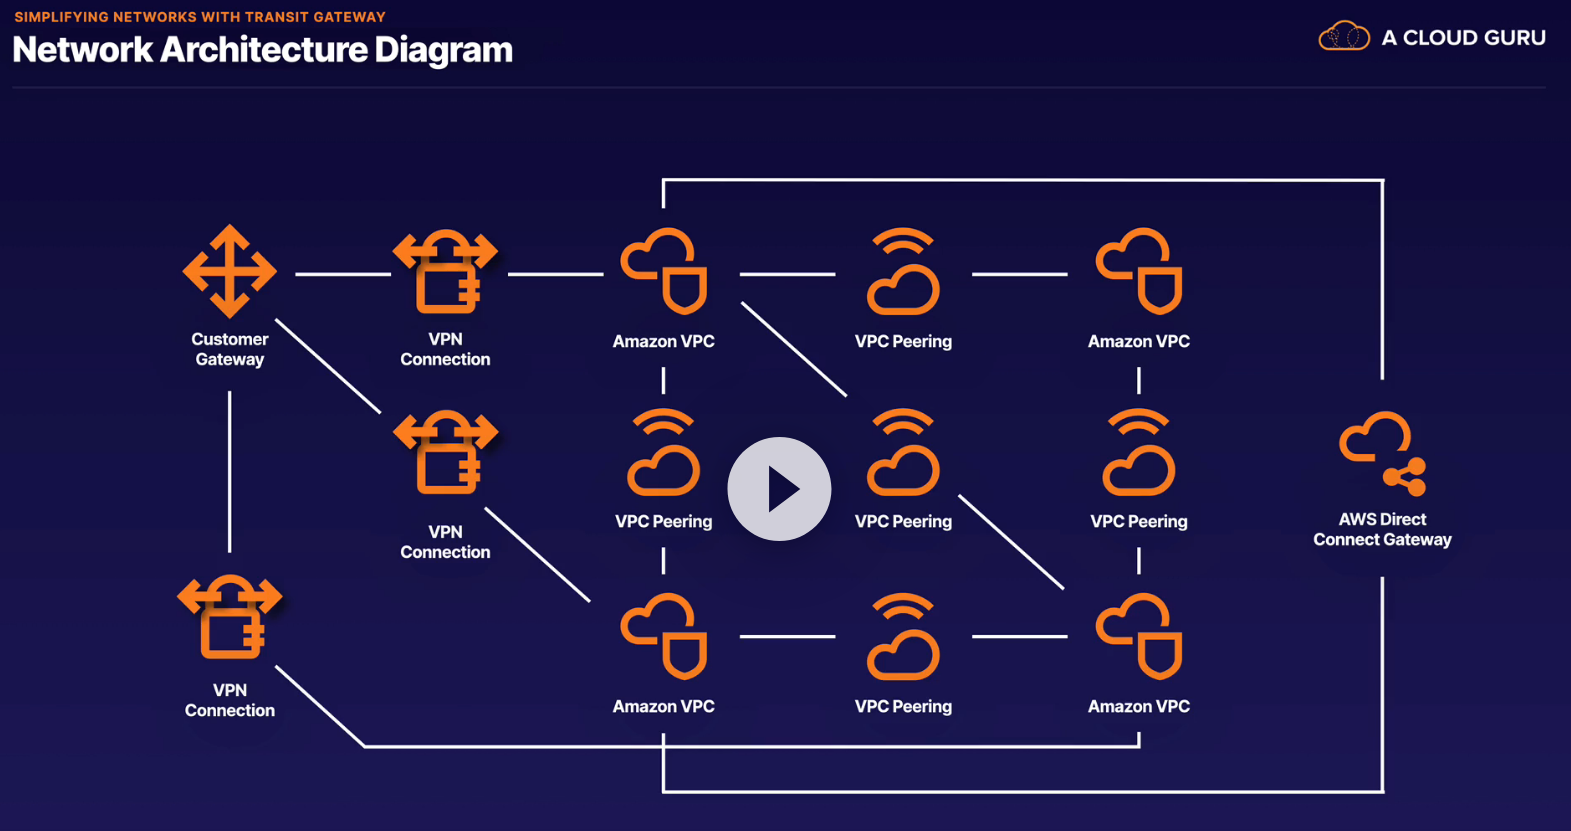 SIMPLIFYING NETWORKS WITH TRANSIT GATEWAY
Network Architecture Diagram
A CLOUD GURU
Customer
Gateway
VPN
Connection
Amazon VPC
VPC Peering
Amazon VPC
VPN
Connection
VPC Peering
VPC Peering
VPC Peering
AWS Direct
Connect Gateway
VPN
Connection
Amazon VPC
VPC Peering
Amazon VPC